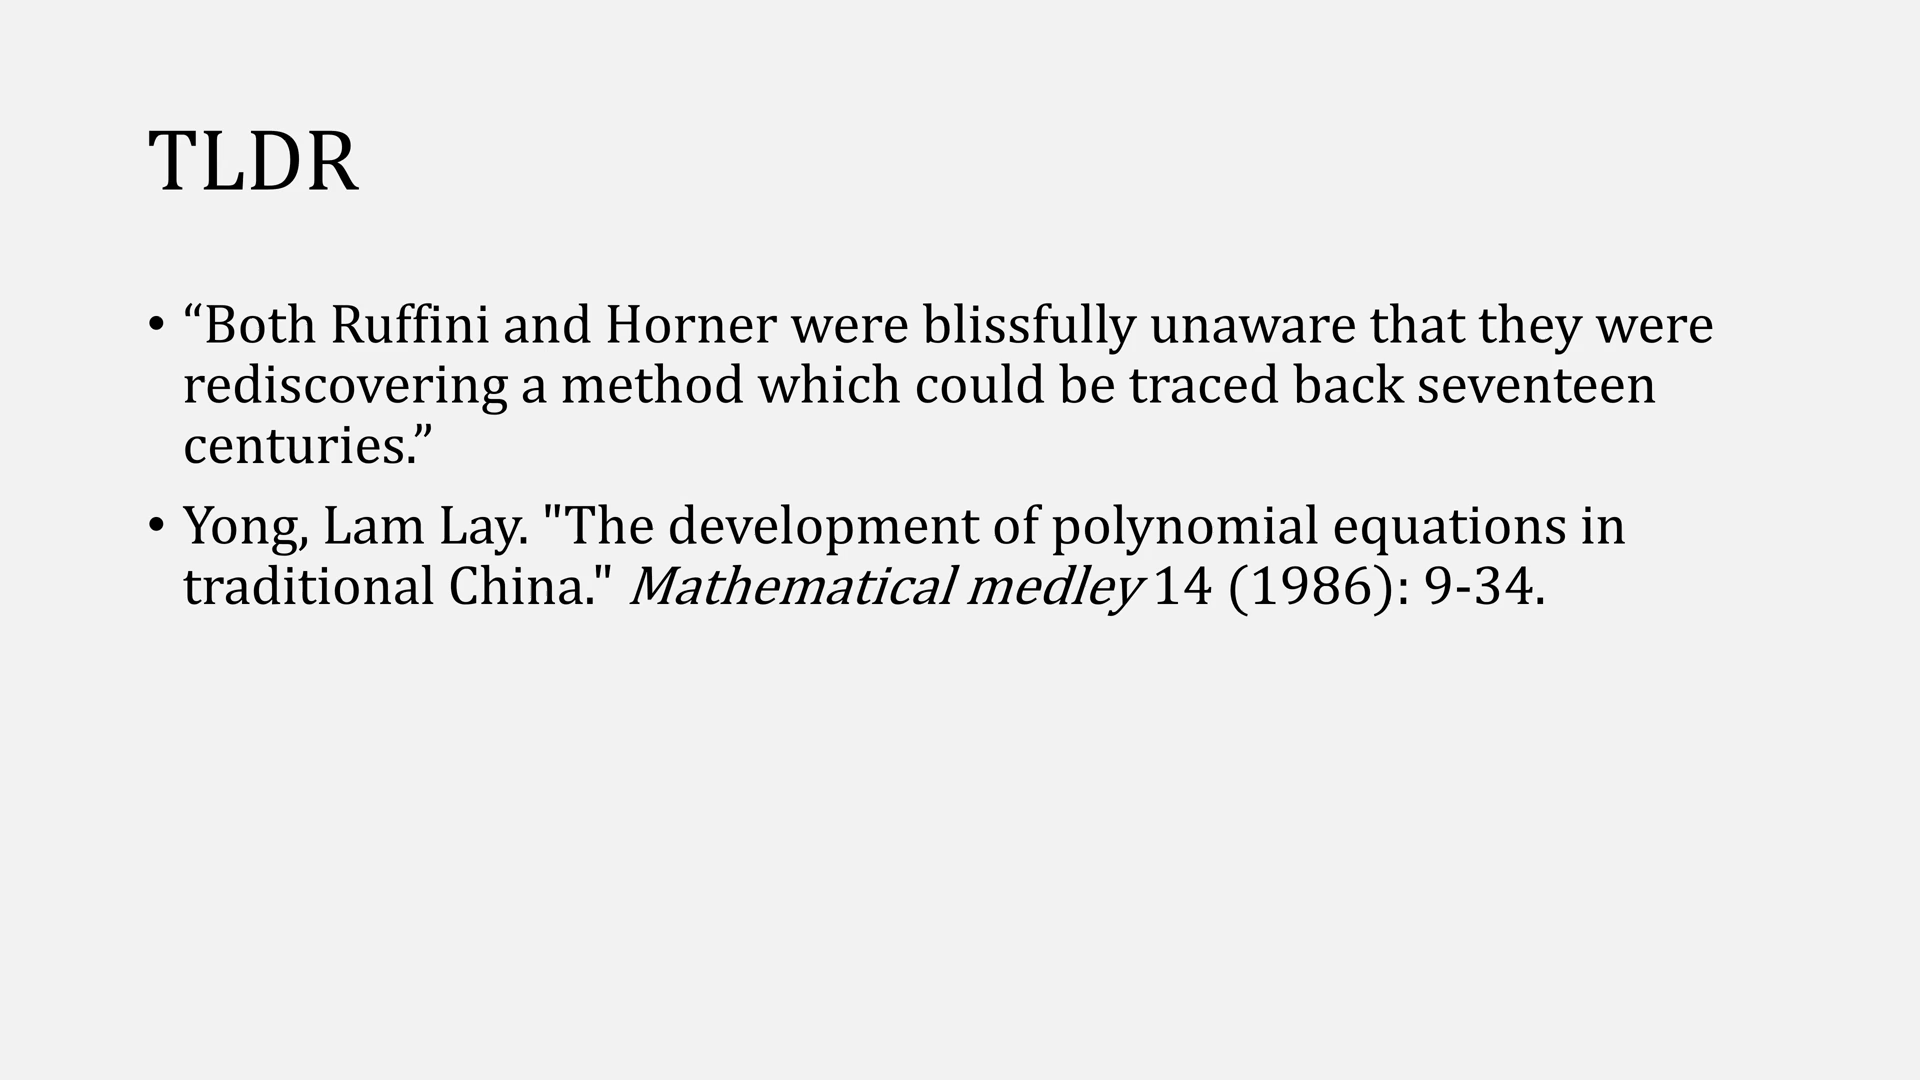 TLDR
• “Both Ruffini and Horner were blissfully unaware that they were
rediscovering a method which could be traced back seventeen
centuries.”
• Yong, Lam Lay. "The development of polynomial equations in
traditional China." Mathematical medley 14 (1986): 9-34.